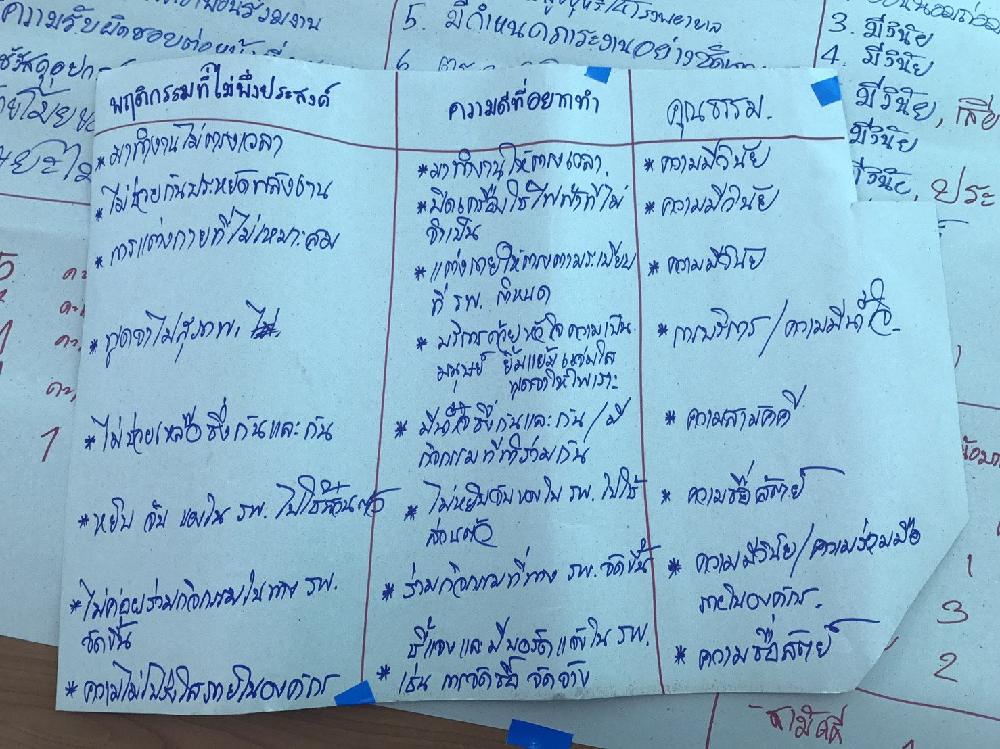 ความรับผิดชอบต่อหน้าที่
5. มีกำหนดภาระงานอย่างชัดเจน
3. มีวินัย
4. มีวินัย
มีวินัย,
มีวินัย
มีวินัย, ประ
พฤติกรรมที่ไม่พึงประสงค์
* มาทำงานไม่ตรงเวลา
* ไม่ช่วยกันประหยัดพลังงาน
* การแต่งกายที่ไม่เหมาะสม
* พูดจาไม่สุภาพ.
* ไม่ช่วยเหลือซึ่งกันและกัน
* หยิบ จับ ของใน รพ. ไปใช้ส่วนตัว
* ไม่ค่อยร่วมกิจกรรมในทาง รพ.
จัดขึ้น
* ความไม่โปร่งใสภายในองค์กร
ความดีที่อยากทำ
* มาทำงานให้ตรงเวลา
* ปิดเครื่องใช้ไฟฟ้าที่ไม่
จำเป็น
* แต่งกายให้ตรงตามระเบียบ
ที่ รพ. กำหนด
* บริการด้วยหัวใจความเป็น
มนุษย์ ยิ้มแย้มแจ่มใส
พูดจาให้ไพเราะ
* มีน้ำใจซึ่งกันและกัน / มี
กิจกรรมที่ทำร่วมกัน
* ไม่หยิบจับของใน รพ. ไปใช้
ส่วนตัว
* ร่วมกิจกรรมที่ทาง รพ. จัดขึ้น
ชี้แจงและมีบอร์ดแจ้งใน รพ.
* เช่น การจัดซื้อ จัดจ้าง
คุณธรรม.
* ความมีวินัย
* ความมีวินัย
* ความมีวินัย
* การบริการ / ความมีน้ำใจ
* ความสามัคคี
* ความซื่อสัตย์
* ความมีวินัย / ความร่วมมือ
ภายในองค์กร.
* ความซื่อสัตย์
1
1
3
2
สามัคคี